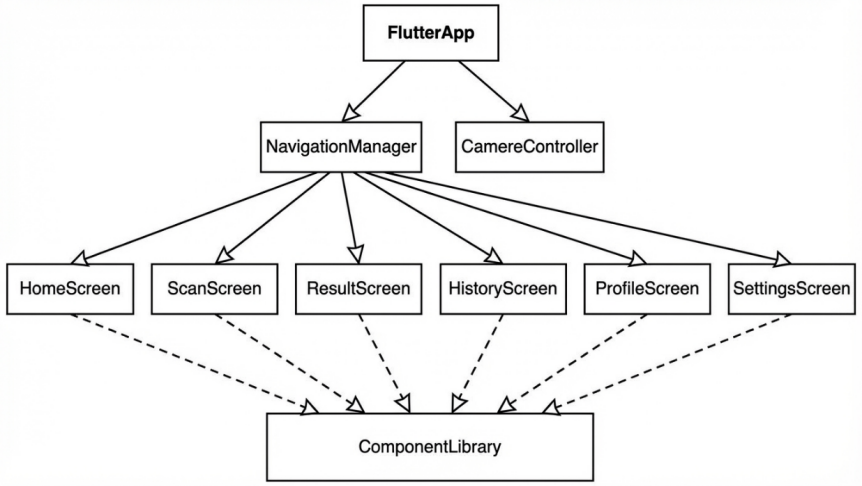 FlutterApp
NavigationManager
CamereController
HomeScreen
ScanScreen
ResultScreen
HistoryScreen
ProfileScreen
SettingsScreen
ComponentLibrary